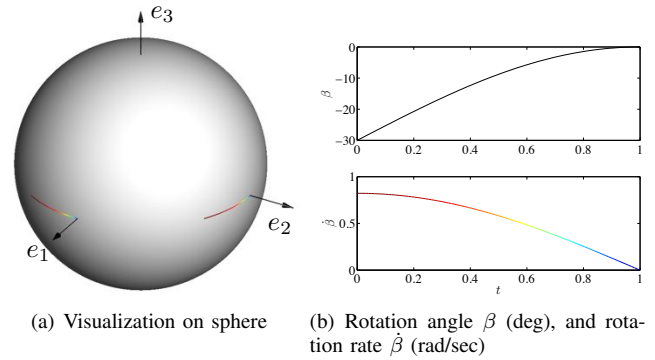 e₃
e₂
e₁
0
−10
−20
−30
β
0 0.2 0.4 0.6 0.8 1
1
0.5
0
β̇
0 0.2 0.4 0.6 0.8 1
t
(a) Visualization on sphere
(b) Rotation angle β (deg), and rota-
tion rate β̇ (rad/sec)